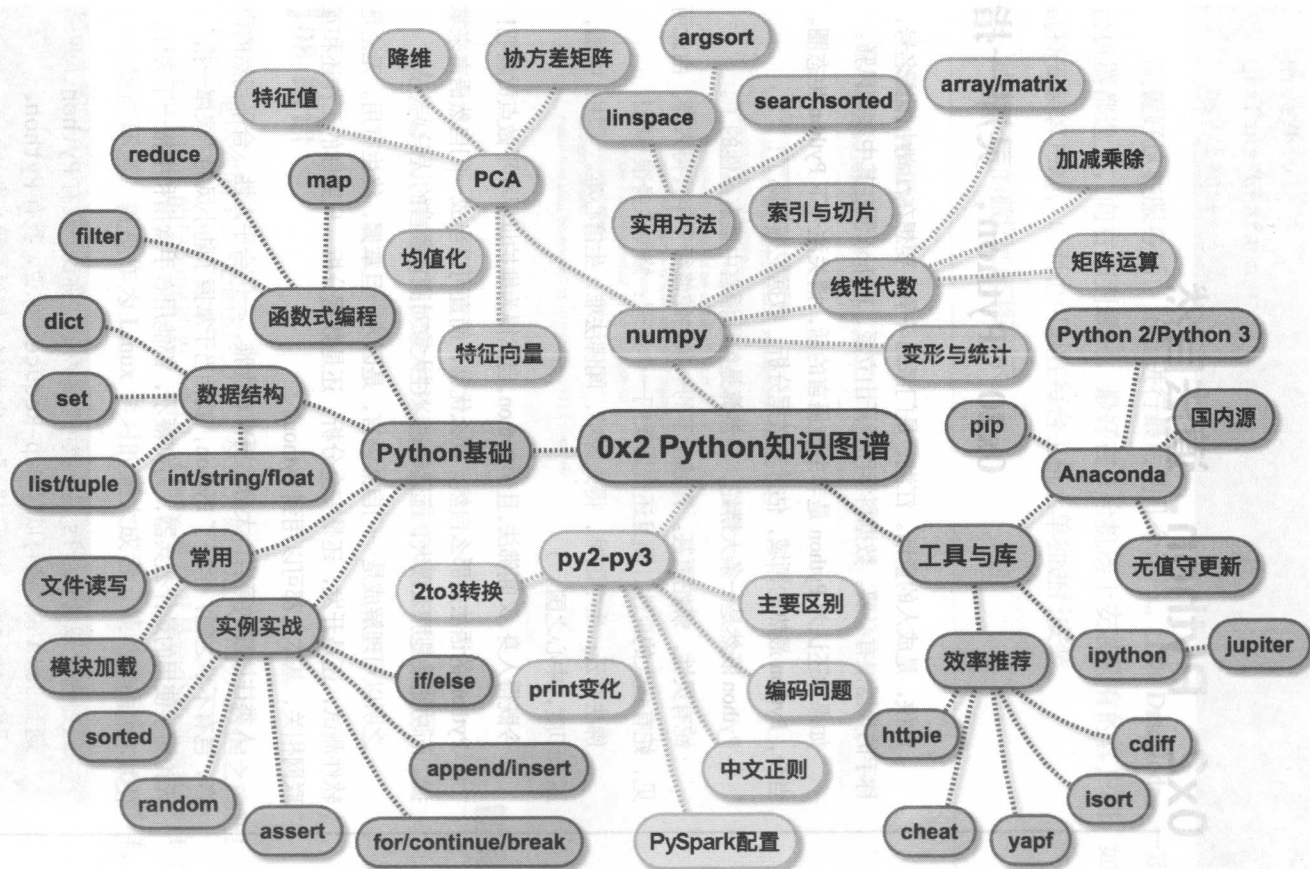 降维
协方差矩阵
argsort
特征值
linspace
searchsorted
array/matrix
reduce
map
PCA
加减乘除
filter
均值化
实用方法
索引与切片
矩阵运算
线性代数
函数式编程
dict
特征向量
numpy
变形与统计
Python 2/Python 3
set
数据结构
Python基础
0x2 Python知识图谱
pip
国内源
list/tuple
int/string/float
Anaconda
常用
py2-py3
工具与库
无值守更新
文件读写
2to3转换
主要区别
实例实战
模块加载
if/else
print变化
编码问题
效率推荐
ipython
jupiter
sorted
append/insert
中文正则
httpie
cdiff
random
assert
for/continue/break
PySpark配置
cheat
yapf
isort